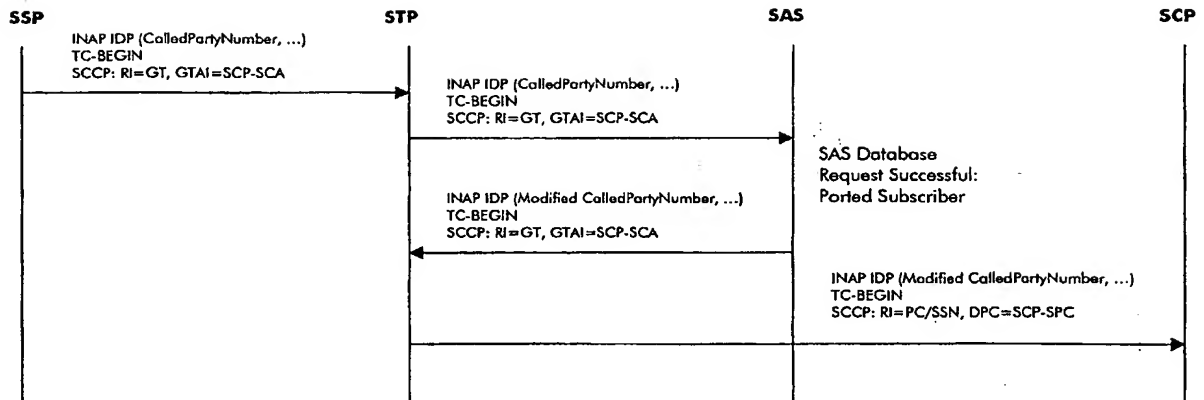 SSP STP SAS SCP
INAP IDP (CalledPartyNumber, ...)
TC-BEGIN
SCCP: RI=GT, GTAI=SCP-SCA
INAP IDP (CalledPartyNumber, ...)
TC-BEGIN
SCCP: RI=GT, GTAI=SCP-SCA
SAS Database
Request Successful:
Ported Subscriber
INAP IDP (Modified CalledPartyNumber, ...)
TC-BEGIN
SCCP: RI=GT, GTAI=SCP-SCA
INAP IDP (Modified CalledPartyNumber, ...)
TC-BEGIN
SCCP: RI=PC/SSN, DPC=SCP-SPC